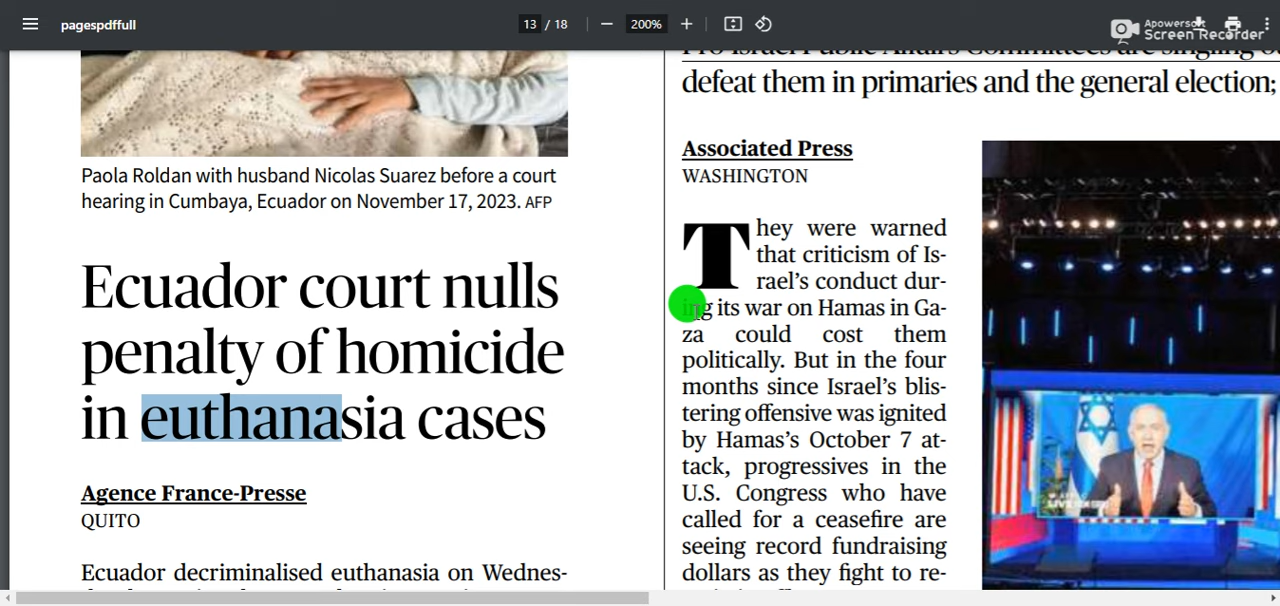 pagespdffull
13 / 18
200%
Apowersoft
Screen Recorder
Paola Roldan with husband Nicolas Suarez before a court
hearing in Cumbaya, Ecuador on November 17, 2023. AFP
Ecuador court nulls
penalty of homicide
in euthanasia cases
Agence France-Presse
QUITO
Ecuador decriminalised euthanasia on Wednes-
defeat them in primaries and the general election;
Associated Press
WASHINGTON
They were warned
that criticism of Is-
rael's conduct dur-
ing its war on Hamas in Ga-
za could cost them
politically. But in the four
months since Israel's blis-
tering offensive was ignited
by Hamas's October 7 at-
tack, progressives in the
U.S. Congress who have
called for a ceasefire are
seeing record fundraising
dollars as they fight to re-